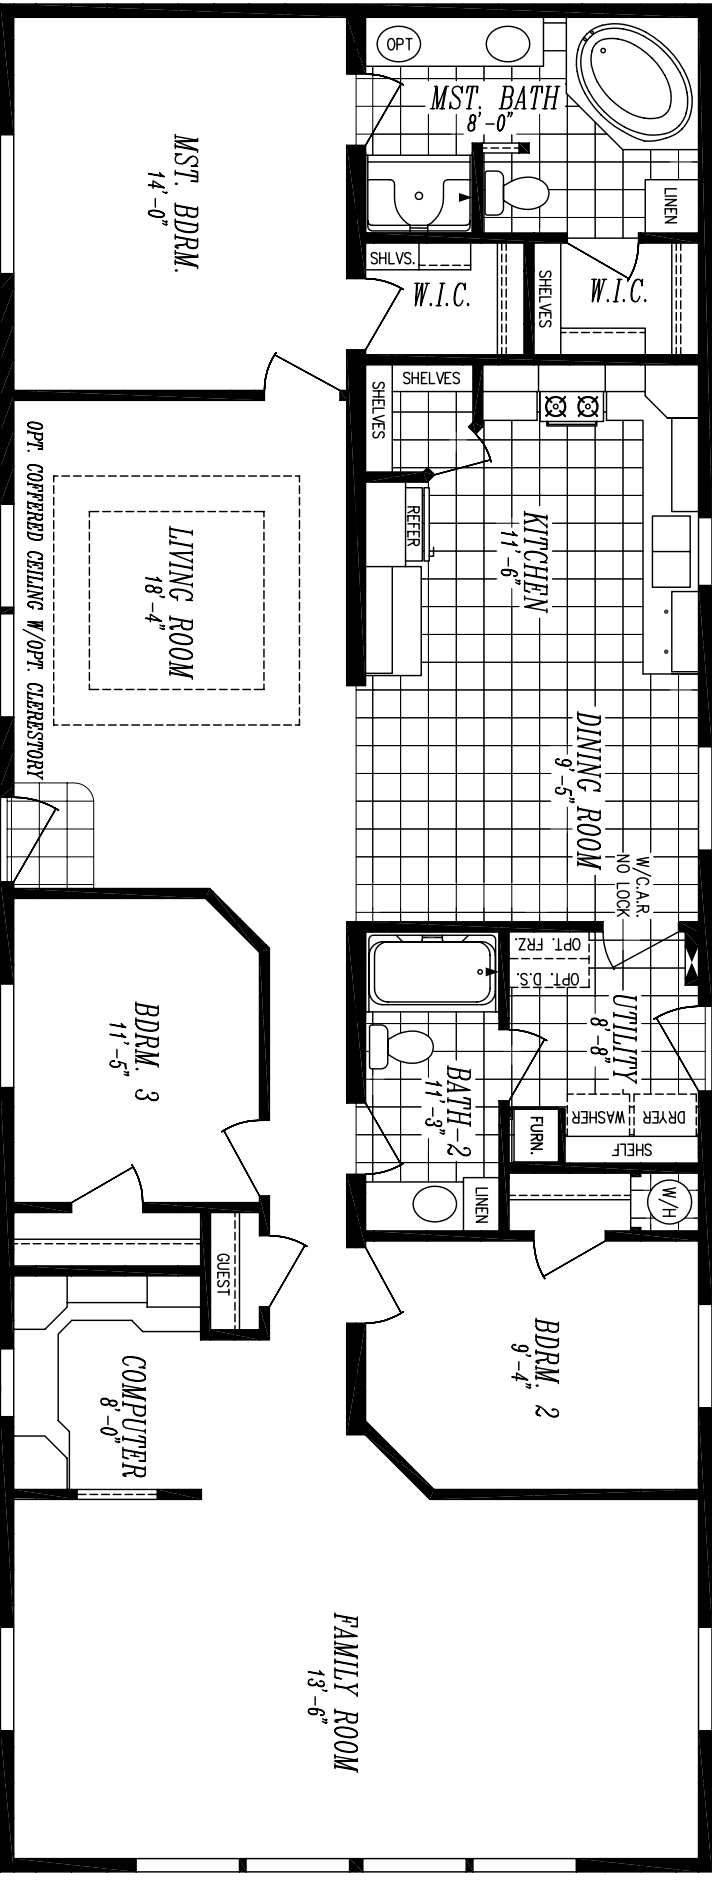 OPT
MST. BATH
8'-0"
LINEN
MST. BDRM.
14'-0"
SHLVS.
W.I.C.
SHELVES
W.I.C.
SHELVES
SHELVES
REFER
KITCHEN
11'-6"
OPT. COFFERED CEILING W/OPT. CLERESTORY
LIVING ROOM
18'-4"
DINING ROOM
9'-5"
W/C.A.R.
NO LOCK
OPT. FRZ.
OPT. D.S.
UTILITY
8'-8"
BDRM. 3
11'-5"
BATH-2
11'-3"
FURN.
WASHER
DRYER
SHELF
LINEN
W/H
GUEST
BDRM. 2
9'-4"
COMPUTER
8'-0"
FAMILY ROOM
13'-6"